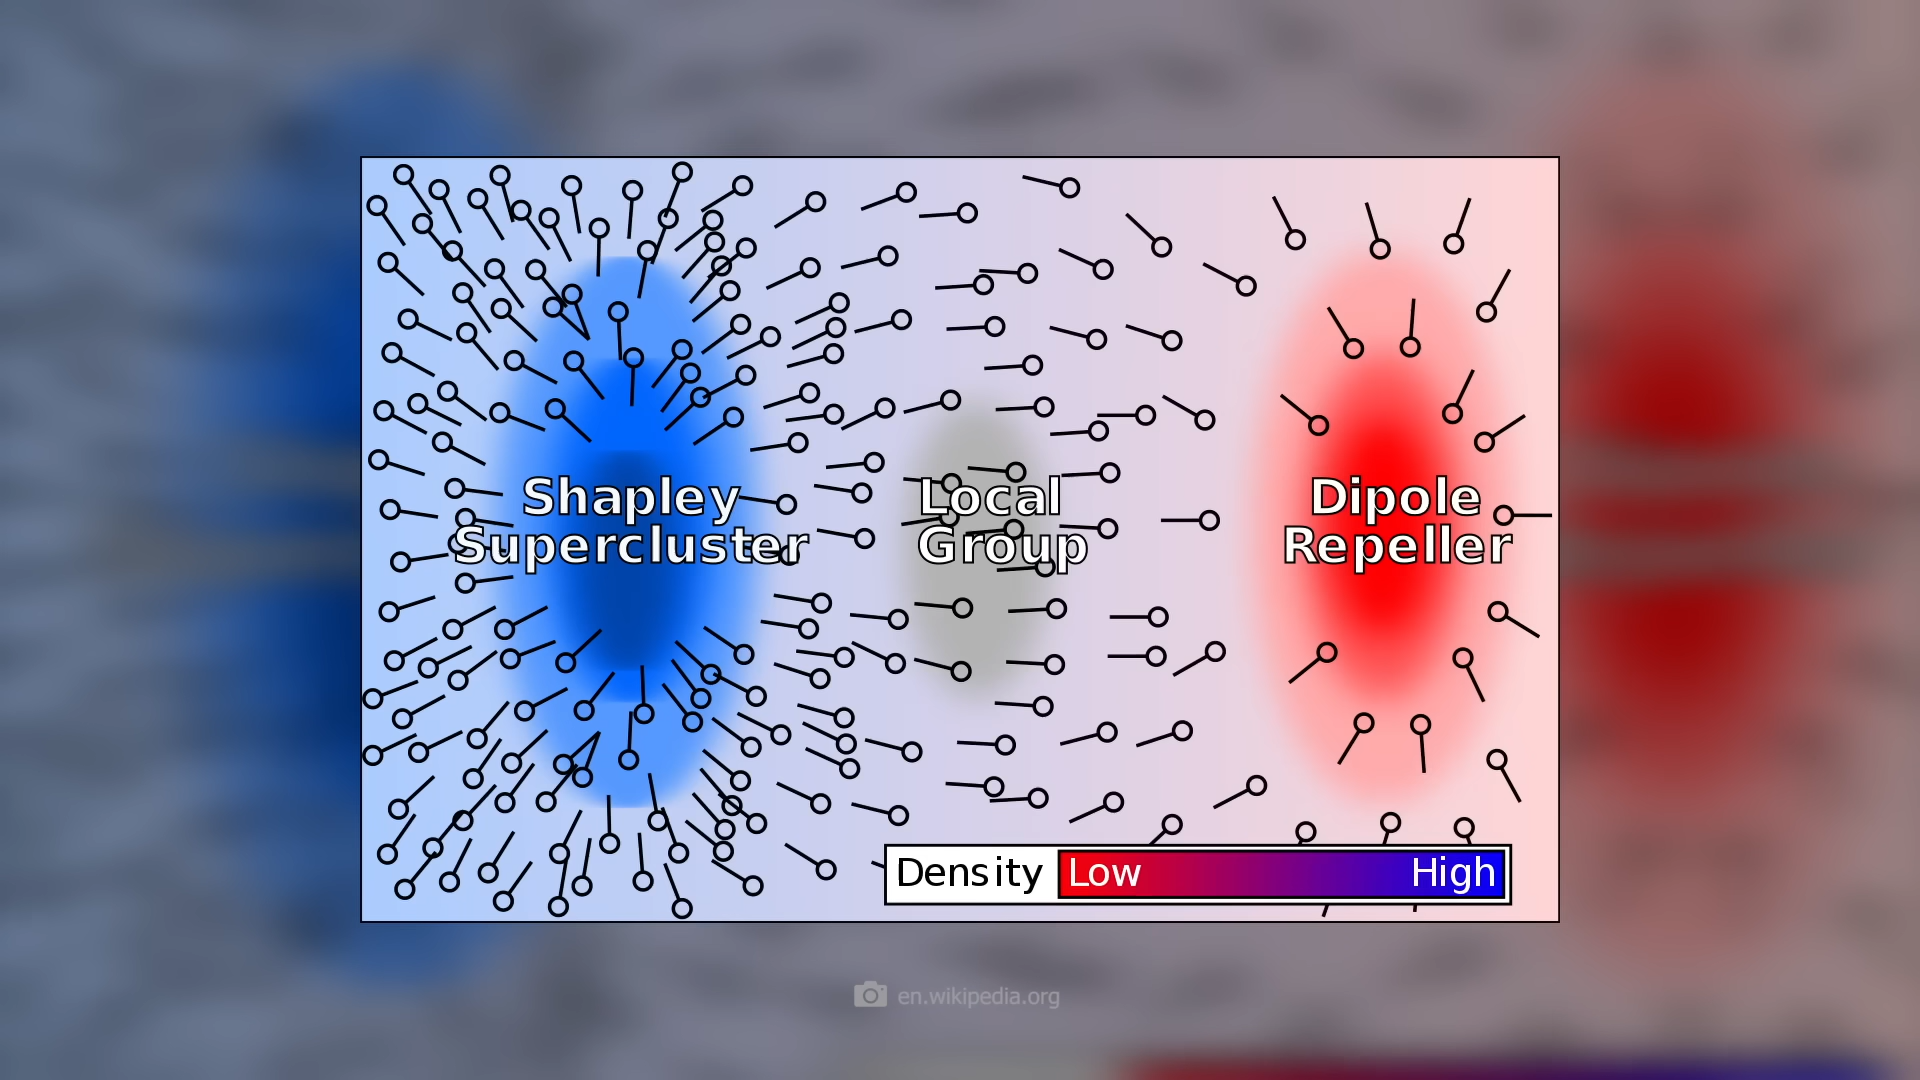 Shapley
Supercluster
Local
Group
Dipole
Repeller
Density Low High
en.wikipedia.org